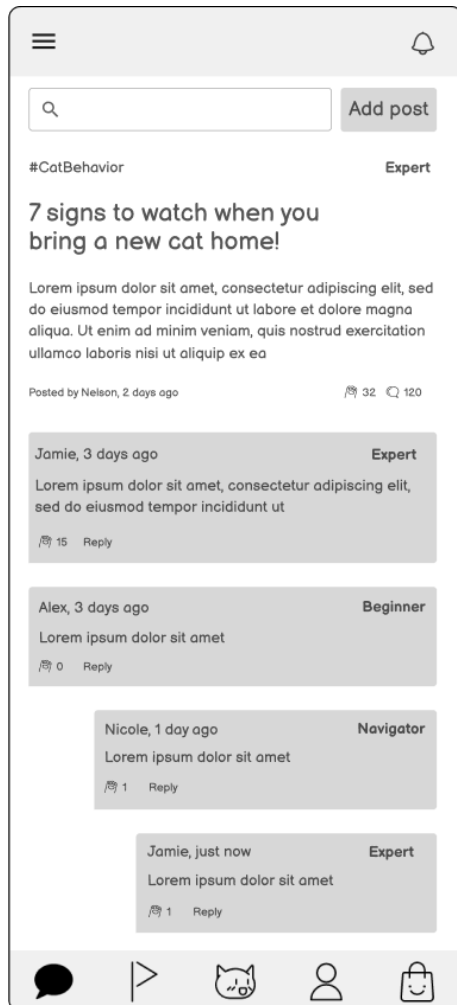 Add post
#CatBehavior Expert
7 signs to watch when you
bring a new cat home!
Lorem ipsum dolor sit amet, consectetur adipiscing elit, sed
do eiusmod tempor incididunt ut labore et dolore magna
aliqua. Ut enim ad minim veniam, quis nostrud exercitation
ullamco laboris nisi ut aliquip ex ea
Posted by Nelson, 2 days ago 32 120
Jamie, 3 days ago Expert
Lorem ipsum dolor sit amet, consectetur adipiscing elit,
sed do eiusmod tempor incididunt ut
15 Reply
Alex, 3 days ago Beginner
Lorem ipsum dolor sit amet
0 Reply
Nicole, 1 day ago Navigator
Lorem ipsum dolor sit amet
1 Reply
Jamie, just now Expert
Lorem ipsum dolor sit amet
1 Reply